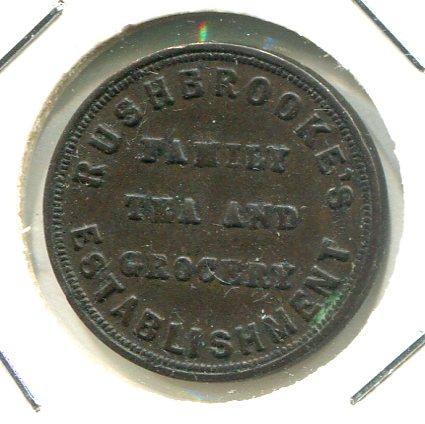 RUSHBROOKE'S
FAMILY
TEA AND
GROCERY
ESTABLISHMENT